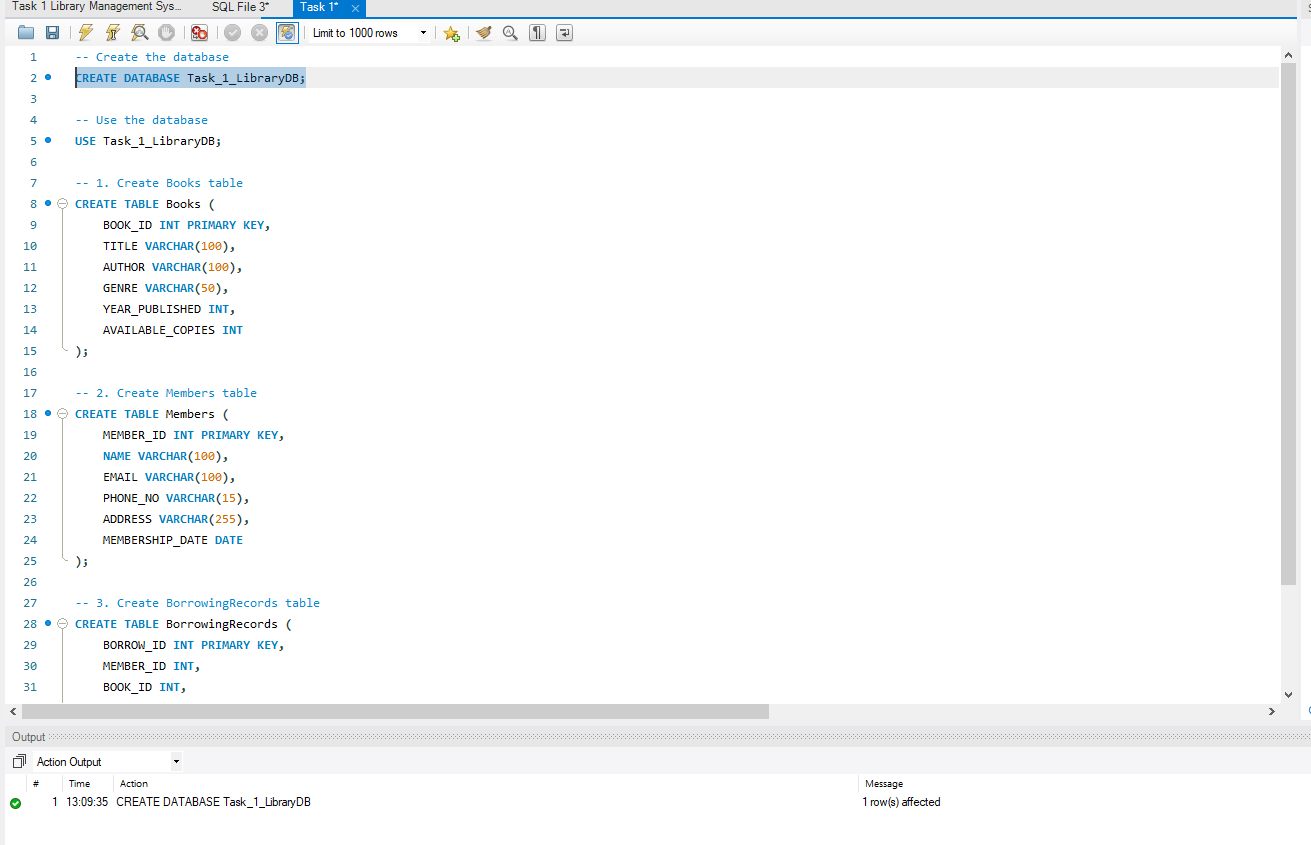 Task 1 Library Management Sys... SQL File 3* Task 1*
Limit to 1000 rows
1 -- Create the database
2 CREATE DATABASE Task_1_LibraryDB;
3
4 -- Use the database
5 USE Task_1_LibraryDB;
6
7 -- 1. Create Books table
8 CREATE TABLE Books (
9 BOOK_ID INT PRIMARY KEY,
10 TITLE VARCHAR(100),
11 AUTHOR VARCHAR(100),
12 GENRE VARCHAR(50),
13 YEAR_PUBLISHED INT,
14 AVAILABLE_COPIES INT
15 );
16
17 -- 2. Create Members table
18 CREATE TABLE Members (
19 MEMBER_ID INT PRIMARY KEY,
20 NAME VARCHAR(100),
21 EMAIL VARCHAR(100),
22 PHONE_NO VARCHAR(15),
23 ADDRESS VARCHAR(255),
24 MEMBERSHIP_DATE DATE
25 );
26
27 -- 3. Create BorrowingRecords table
28 CREATE TABLE BorrowingRecords (
29 BORROW_ID INT PRIMARY KEY,
30 MEMBER_ID INT,
31 BOOK_ID INT,
Output
Action Output
# Time Action Message
1 13:09:35 CREATE DATABASE Task_1_LibraryDB 1 row(s) affected